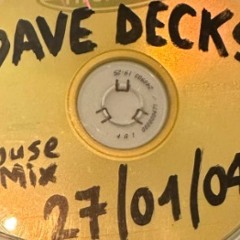 DAVE DECKS
ouse
Mix
27/01/04